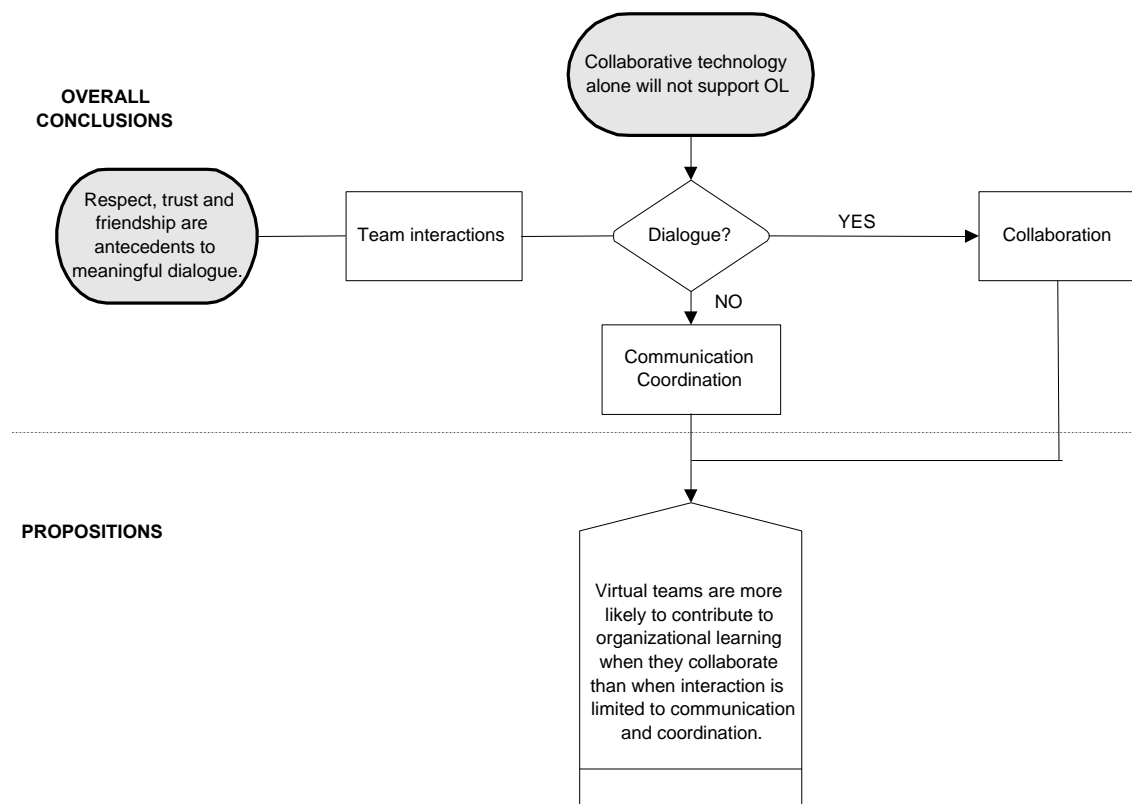 Collaborative technology
alone will not support OL
OVERALL
CONCLUSIONS
Respect, trust and
friendship are
antecedents to
meaningful dialogue.
Team interactions
Dialogue?
YES
Collaboration
NO
Communication
Coordination
PROPOSITIONS
Virtual teams are more
likely to contribute to
organizational learning
when they collaborate
than when interaction is
limited to communication
and coordination.